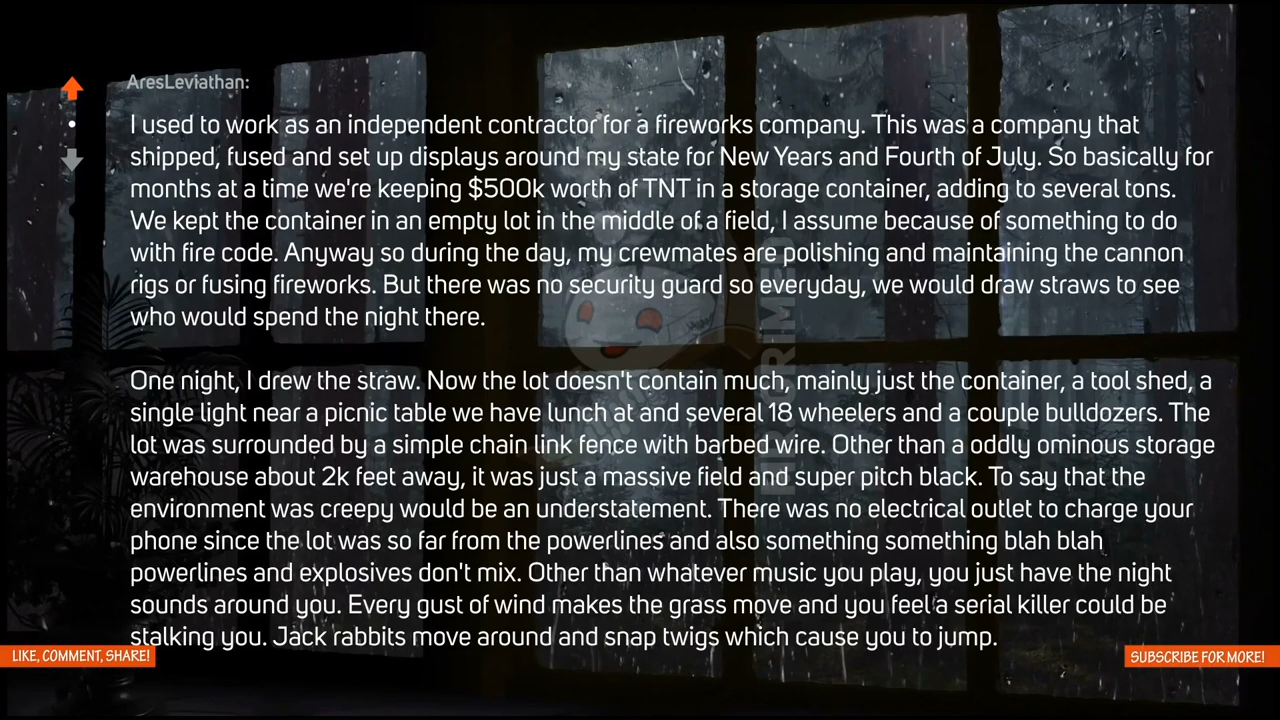 AresLeviathan:
I used to work as an independent contractor for a fireworks company. This was a company that
shipped, fused and set up displays around my state for New Years and Fourth of July. So basically for
months at a time we're keeping $500k worth of TNT in a storage container, adding to several tons.
We kept the container in an empty lot in the middle of a field, I assume because of something to do
with fire code. Anyway so during the day, my crewmates are polishing and maintaining the cannon
rigs or fusing fireworks. But there was no security guard so everyday, we would draw straws to see
who would spend the night there.
One night, I drew the straw. Now the lot doesn't contain much, mainly just the container, a tool shed, a
single light near a picnic table we have lunch at and several 18 wheelers and a couple bulldozers. The
lot was surrounded by a simple chain link fence with barbed wire. Other than a oddly ominous storage
warehouse about 2k feet away, it was just a massive field and super pitch black. To say that the
environment was creepy would be an understatement. There was no electrical outlet to charge your
phone since the lot was so far from the powerlines and also something something blah blah
powerlines and explosives don't mix. Other than whatever music you play, you just have the night
sounds around you. Every gust of wind makes the grass move and you feel a serial killer could be
stalking you. Jack rabbits move around and snap twigs which cause you to jump.
LIKE, COMMENT, SHARE!
SUBSCRIBE FOR MORE!